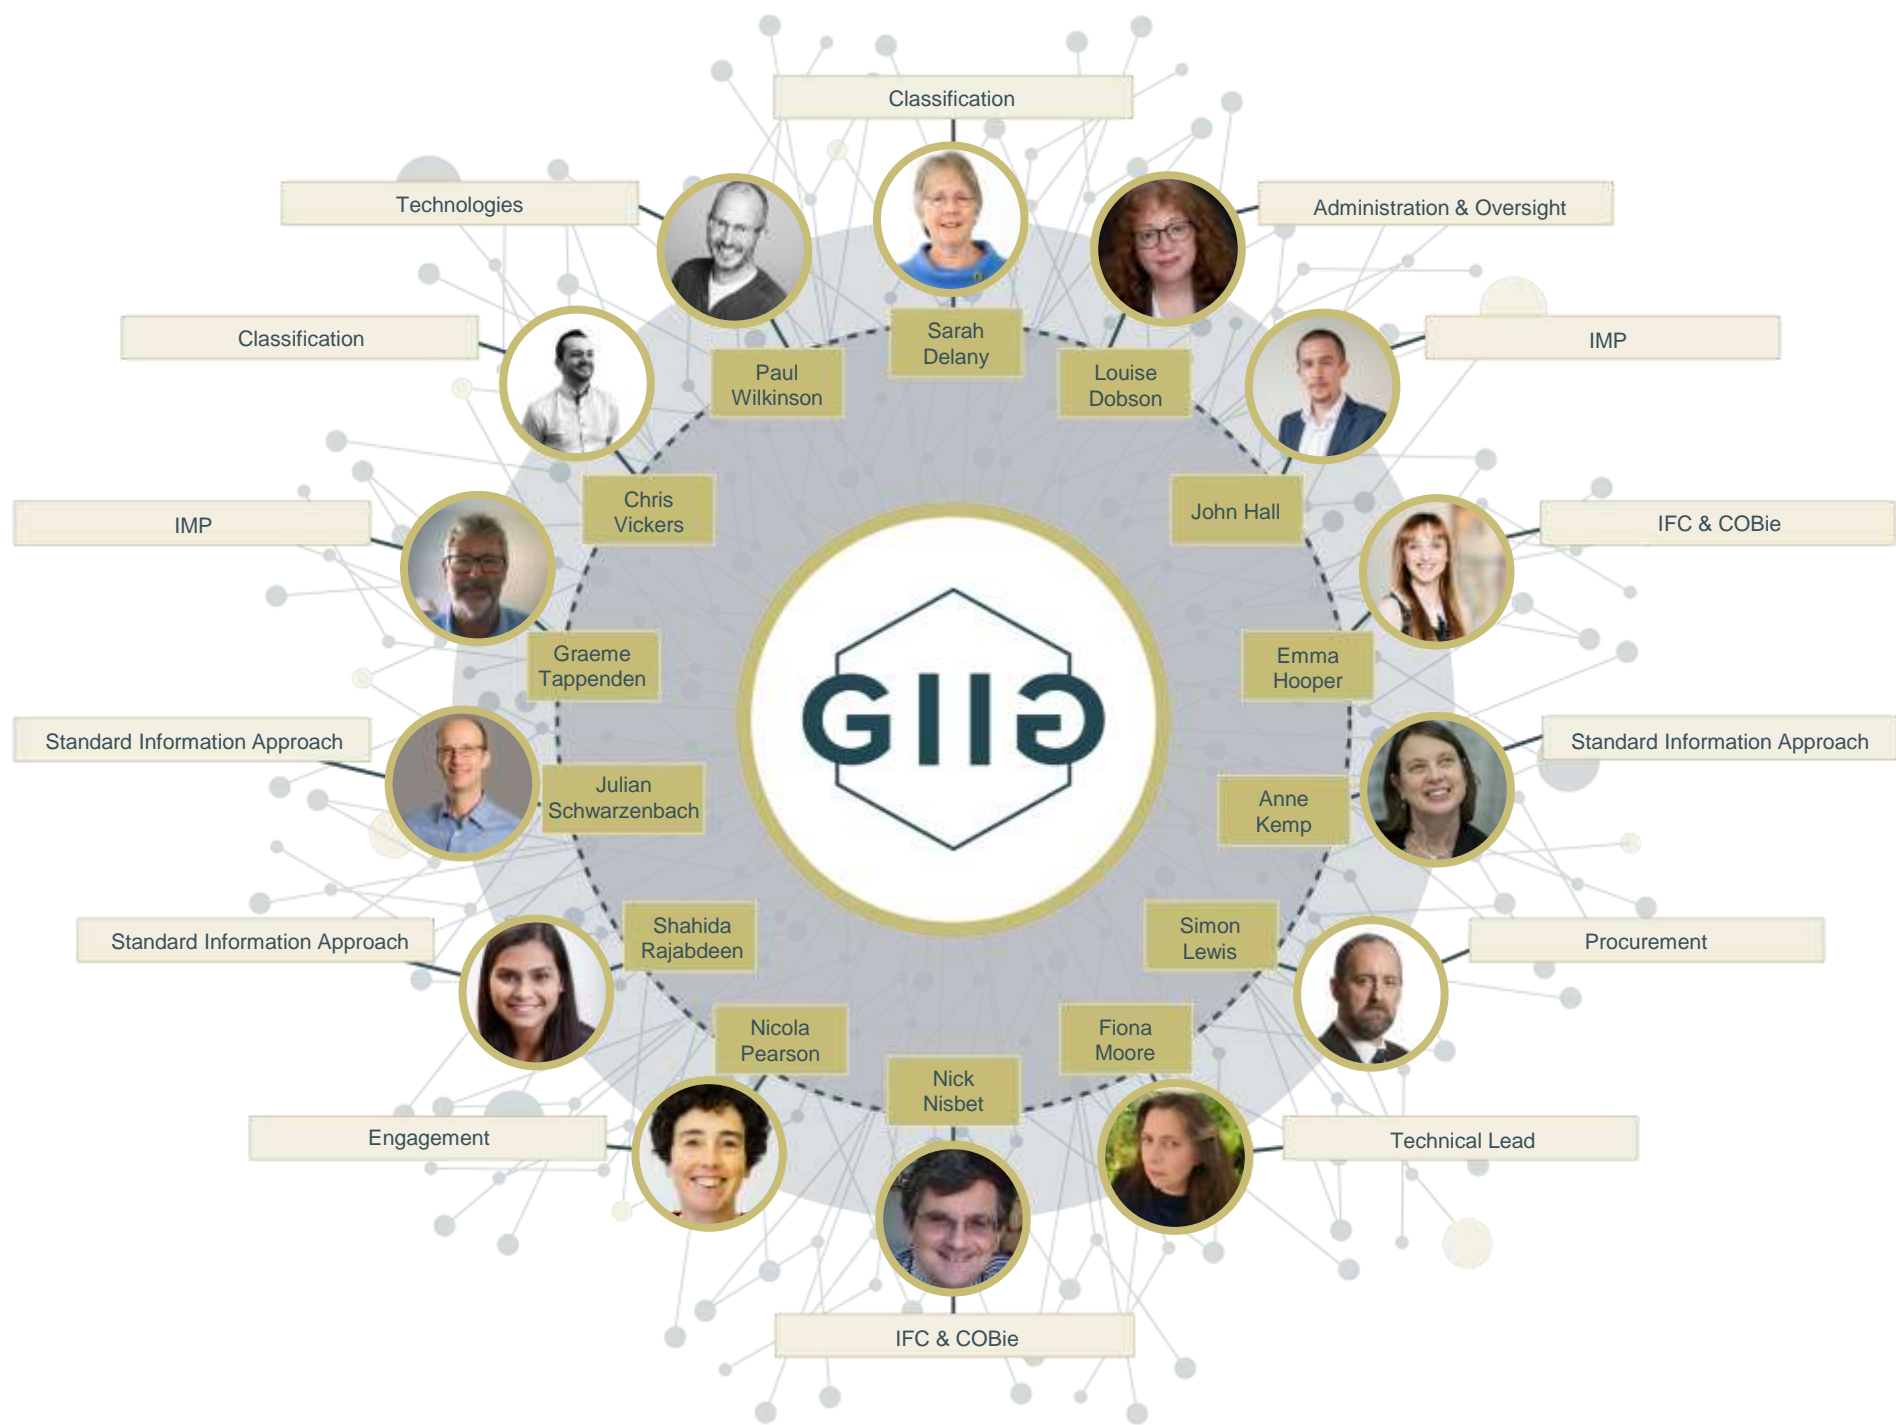 Classification
Technologies
Administration & Oversight
Sarah
Delany
Classification
IMP
Paul
Wilkinson
Louise
Dobson
Chris
Vickers
John Hall
IMP
IFC & COBie
Graeme
Tappenden
Emma
Hooper
GIIG
Standard Information Approach
Standard Information Approach
Julian
Schwarzenbach
Anne
Kemp
Shahida
Rajabdeen
Simon
Lewis
Standard Information Approach
Procurement
Nicola
Pearson
Fiona
Moore
Nick
Nisbet
Engagement
Technical Lead
IFC & COBie